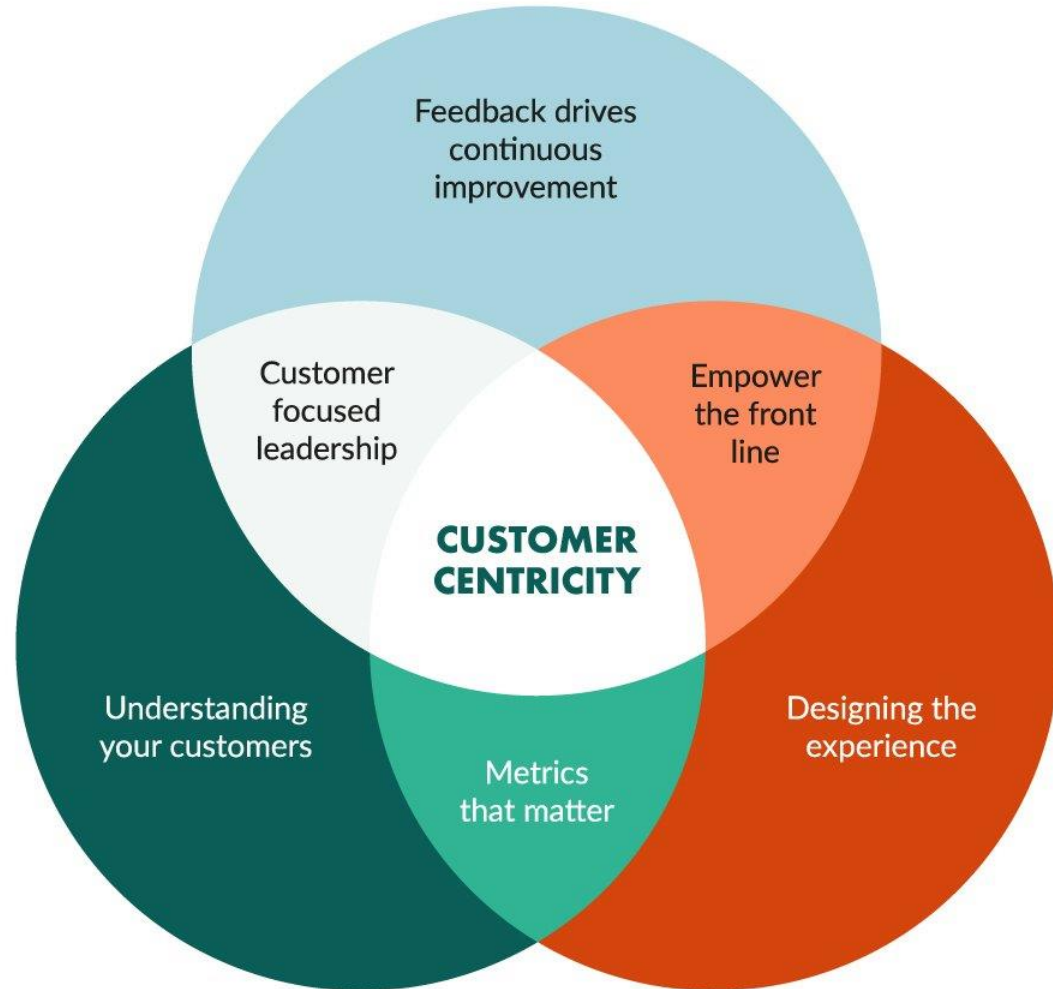 Feedback drives
continuous
improvement
Customer
focused
leadership
Empower
the front
line
CUSTOMER
CENTRICITY
Understanding
your customers
Designing the
experience
Metrics
that matter